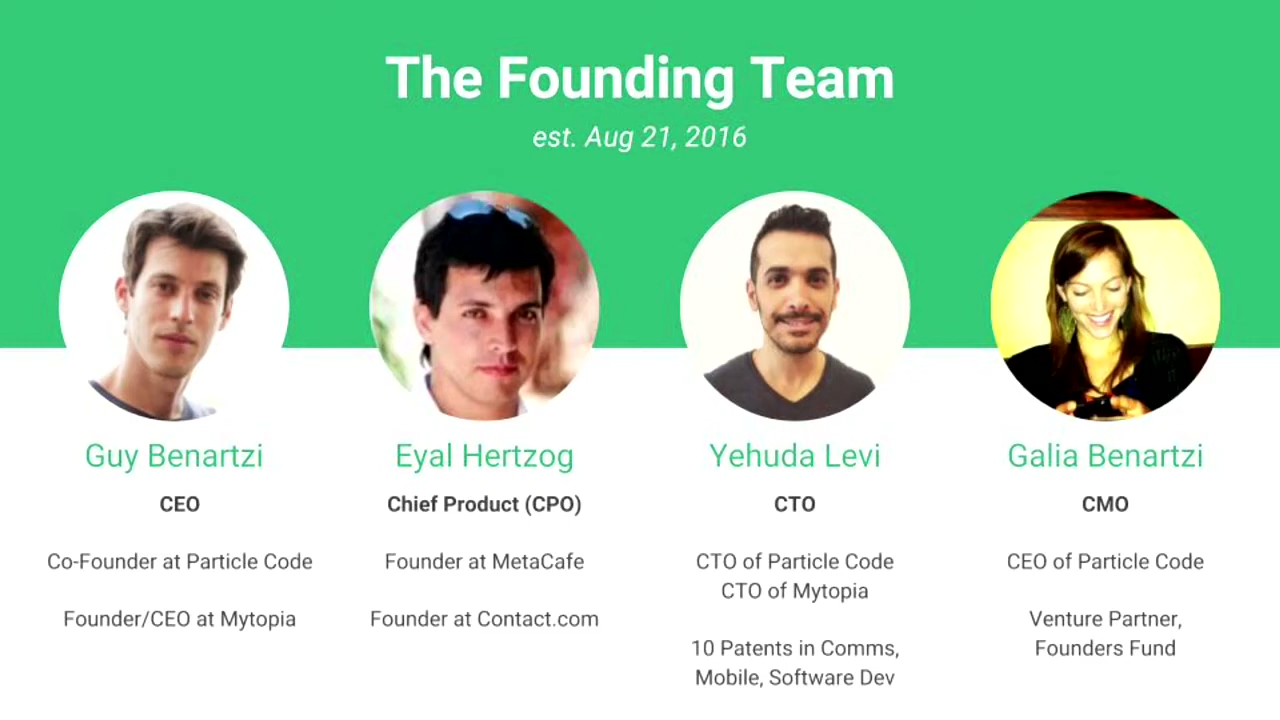 The Founding Team
est. Aug 21, 2016
Guy Benartzi
CEO
Co-Founder at Particle Code
Founder/CEO at Mytopia
Eyal Hertzog
Chief Product (CPO)
Founder at MetaCafe
Founder at Contact.com
Yehuda Levi
CTO
CTO of Particle Code
CTO of Mytopia
10 Patents in Comms,
Mobile, Software Dev
Galia Benartzi
CMO
CEO of Particle Code
Venture Partner,
Founders Fund